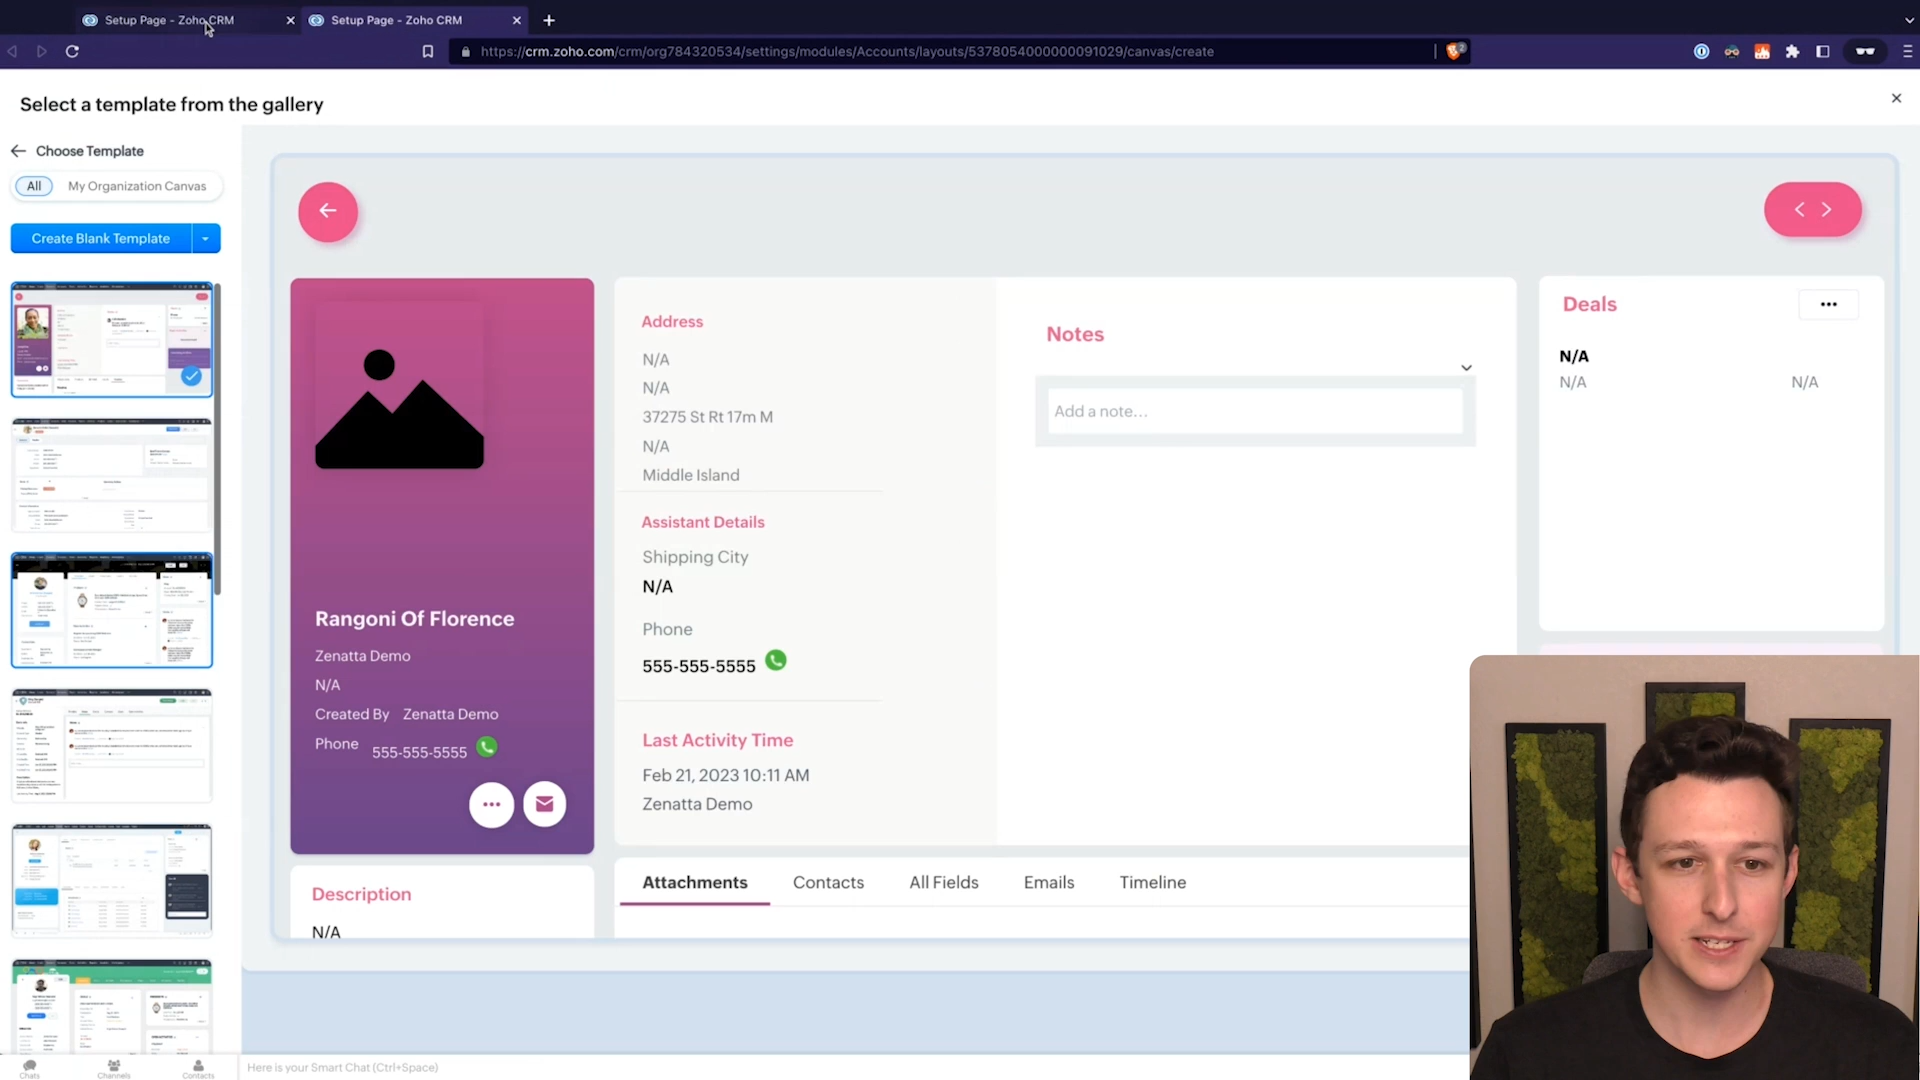 Setup Page - Zoho CRM
Setup Page - Zoho CRM
https://crm.zoho.com/crm/org784320534/settings/modules/Accounts/layouts/5378054000000091029/canvas/create
2
Select a template from the gallery
Choose Template
All
My Organization Canvas
Create Blank Template
Rangoni Of Florence
Zenatta Demo
N/A
Created By Zenatta Demo
Phone 555-555-5555
Description
N/A
Address
N/A
N/A
37275 St Rt 17m M
N/A
Middle Island
Assistant Details
Shipping City
N/A
Phone
555-555-5555
Last Activity Time
Feb 21, 2023 10:11 AM
Zenatta Demo
Notes
Add a note...
Deals
N/A
N/A N/A
Attachments Contacts All Fields Emails Timeline
Chats Channels Contacts
Here is your Smart Chat (Ctrl+Space)